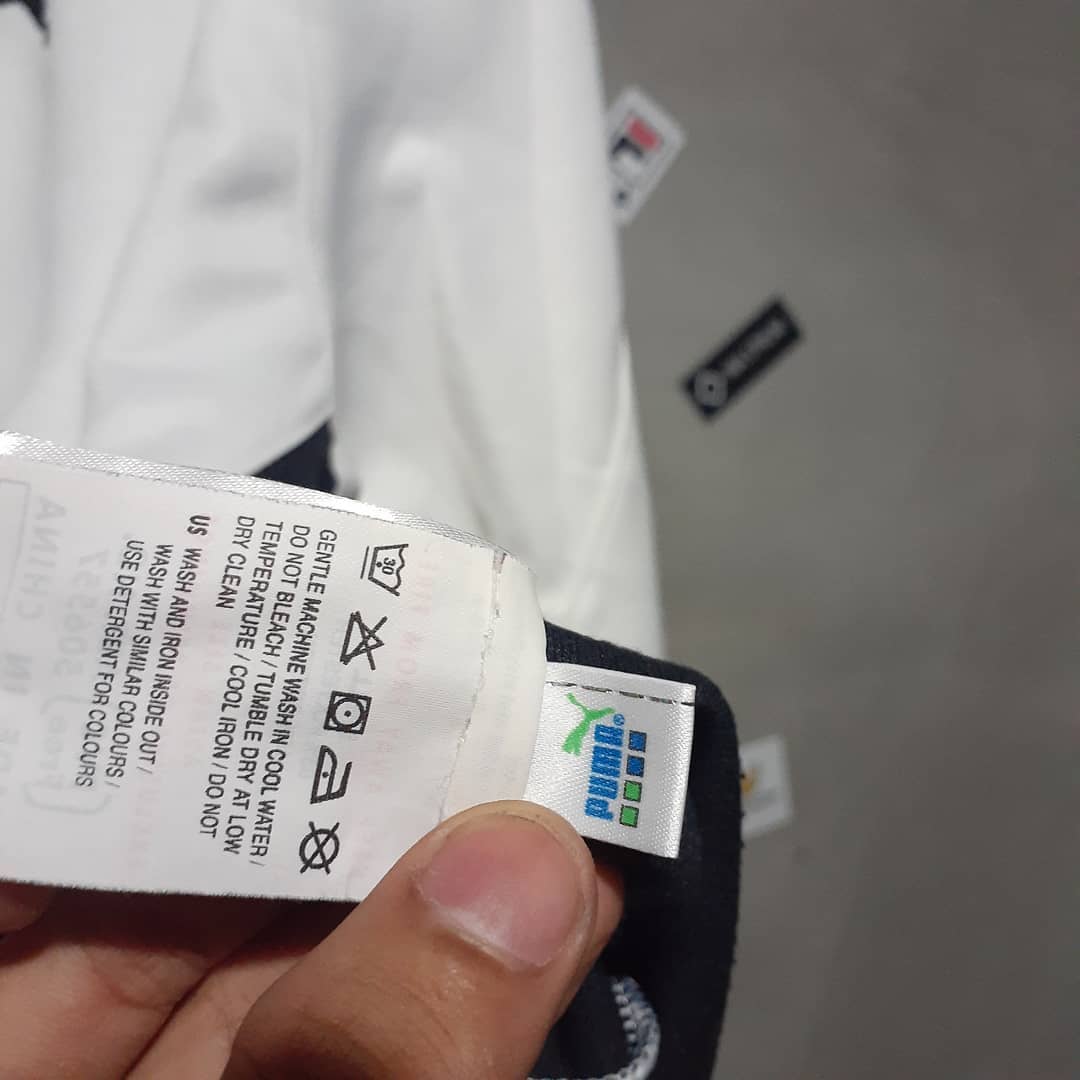 30
GENTLE MACHINE WASH IN COOL WATER /
DO NOT BLEACH / TUMBLE DRY AT LOW
TEMPERATURE / COOL IRON / DO NOT
DRY CLEAN
US WASH AND IRON INSIDE OUT /
WASH WITH SIMILAR COLOURS /
USE DETERGENT FOR COLOURS
PUMA®